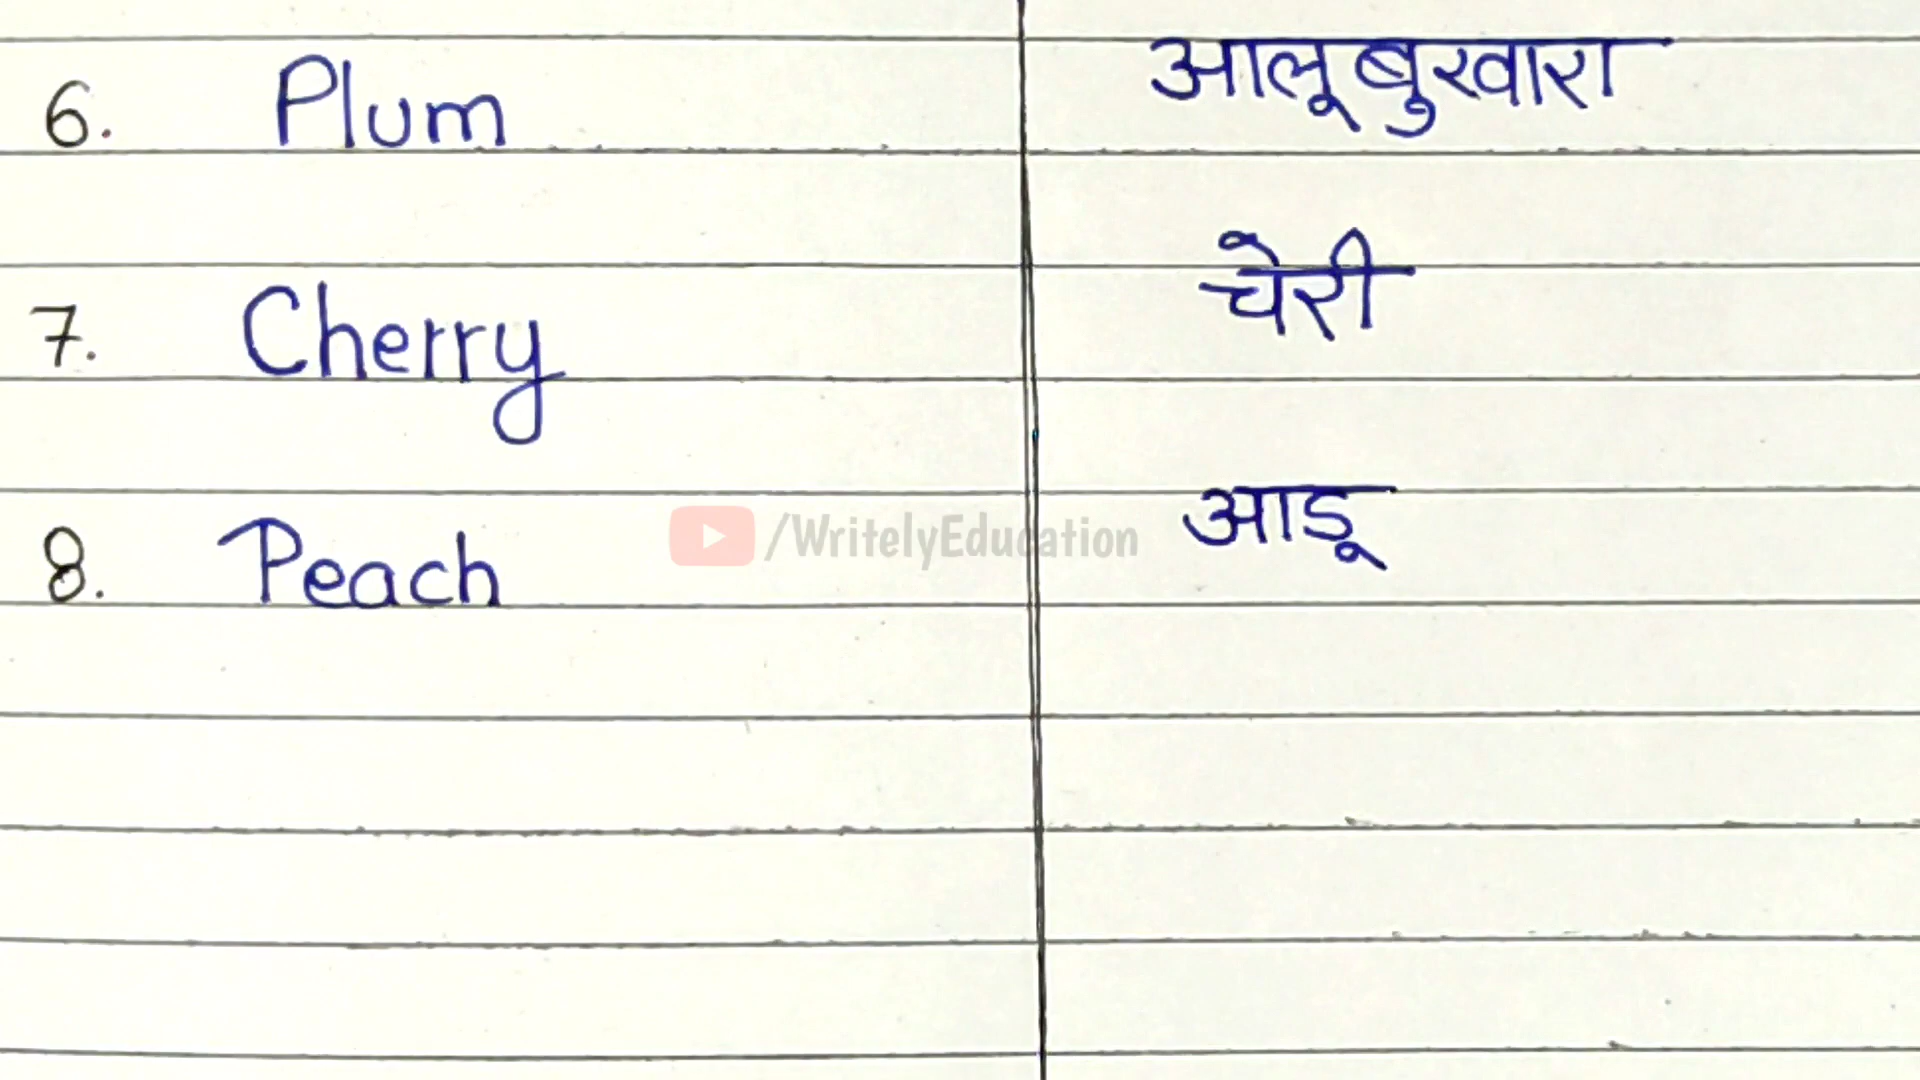 6. Plum आलूबुखारा
7. Cherry चेरी
8. Peach आडू
/WritelyEducation